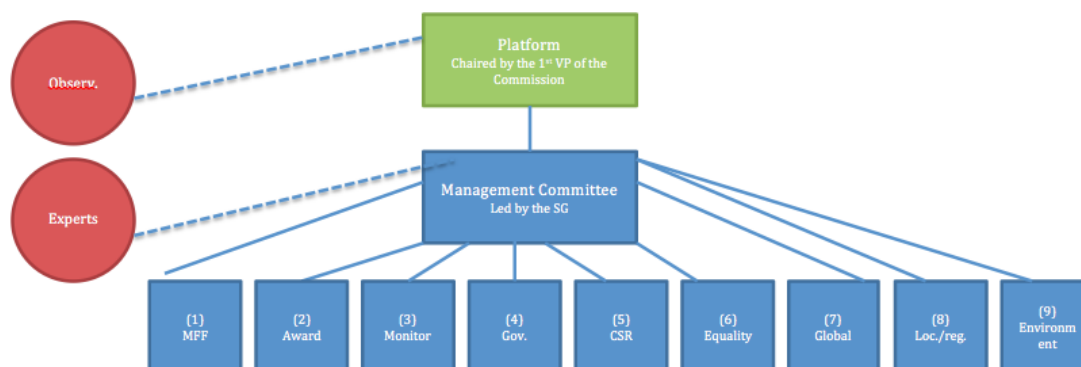 Platform
Chaired by the 1st VP of the
Commission
Observ.
Experts
Management Committee
Led by the SG
(1)
MFF
(2)
Award
(3)
Monitor
(4)
Gov.
(5)
CSR
(6)
Equality
(7)
Global
(8)
Loc./reg.
(9)
Environm
ent